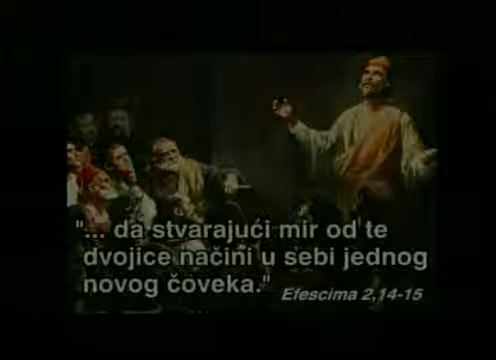 "... da stvarajući mir od te
dvojice načini u sebi jednog
novog čoveka."
Efescima 2,14-15